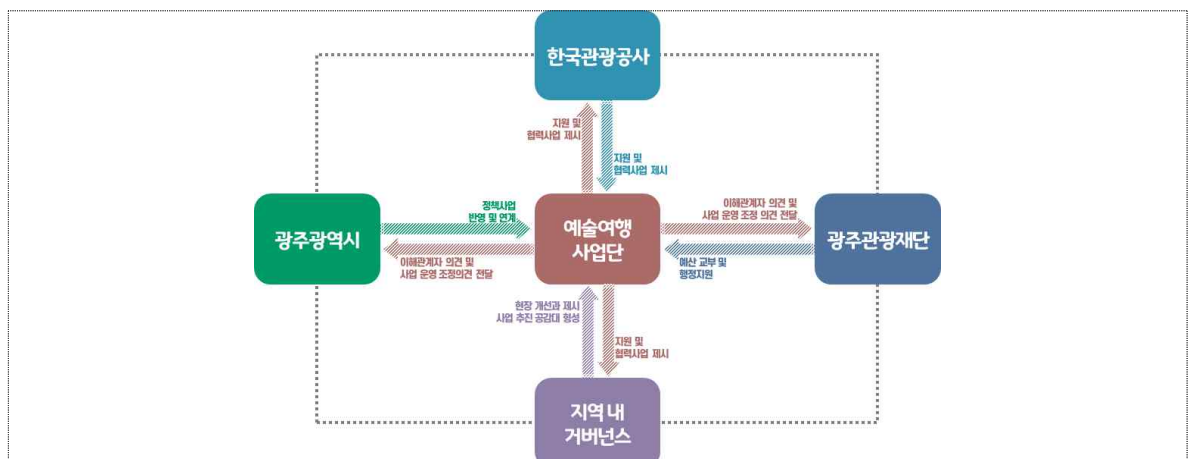 한국관광공사
지원 및
협력사업 제시
지원 및
협력사업 제시
광주광역시
정책사업
반영 및 연계
이해관계자 의견 및
사업 운영 조정의견 전달
예술여행
사업단
이해관계자 의견 및
사업 운영 조정 의견 전달
예산 교부 및
행정지원
광주관광재단
현장 개선과 제시
사업 추진 공감대 형성
지원 및
협력사업 제시
지역 내
거버넌스